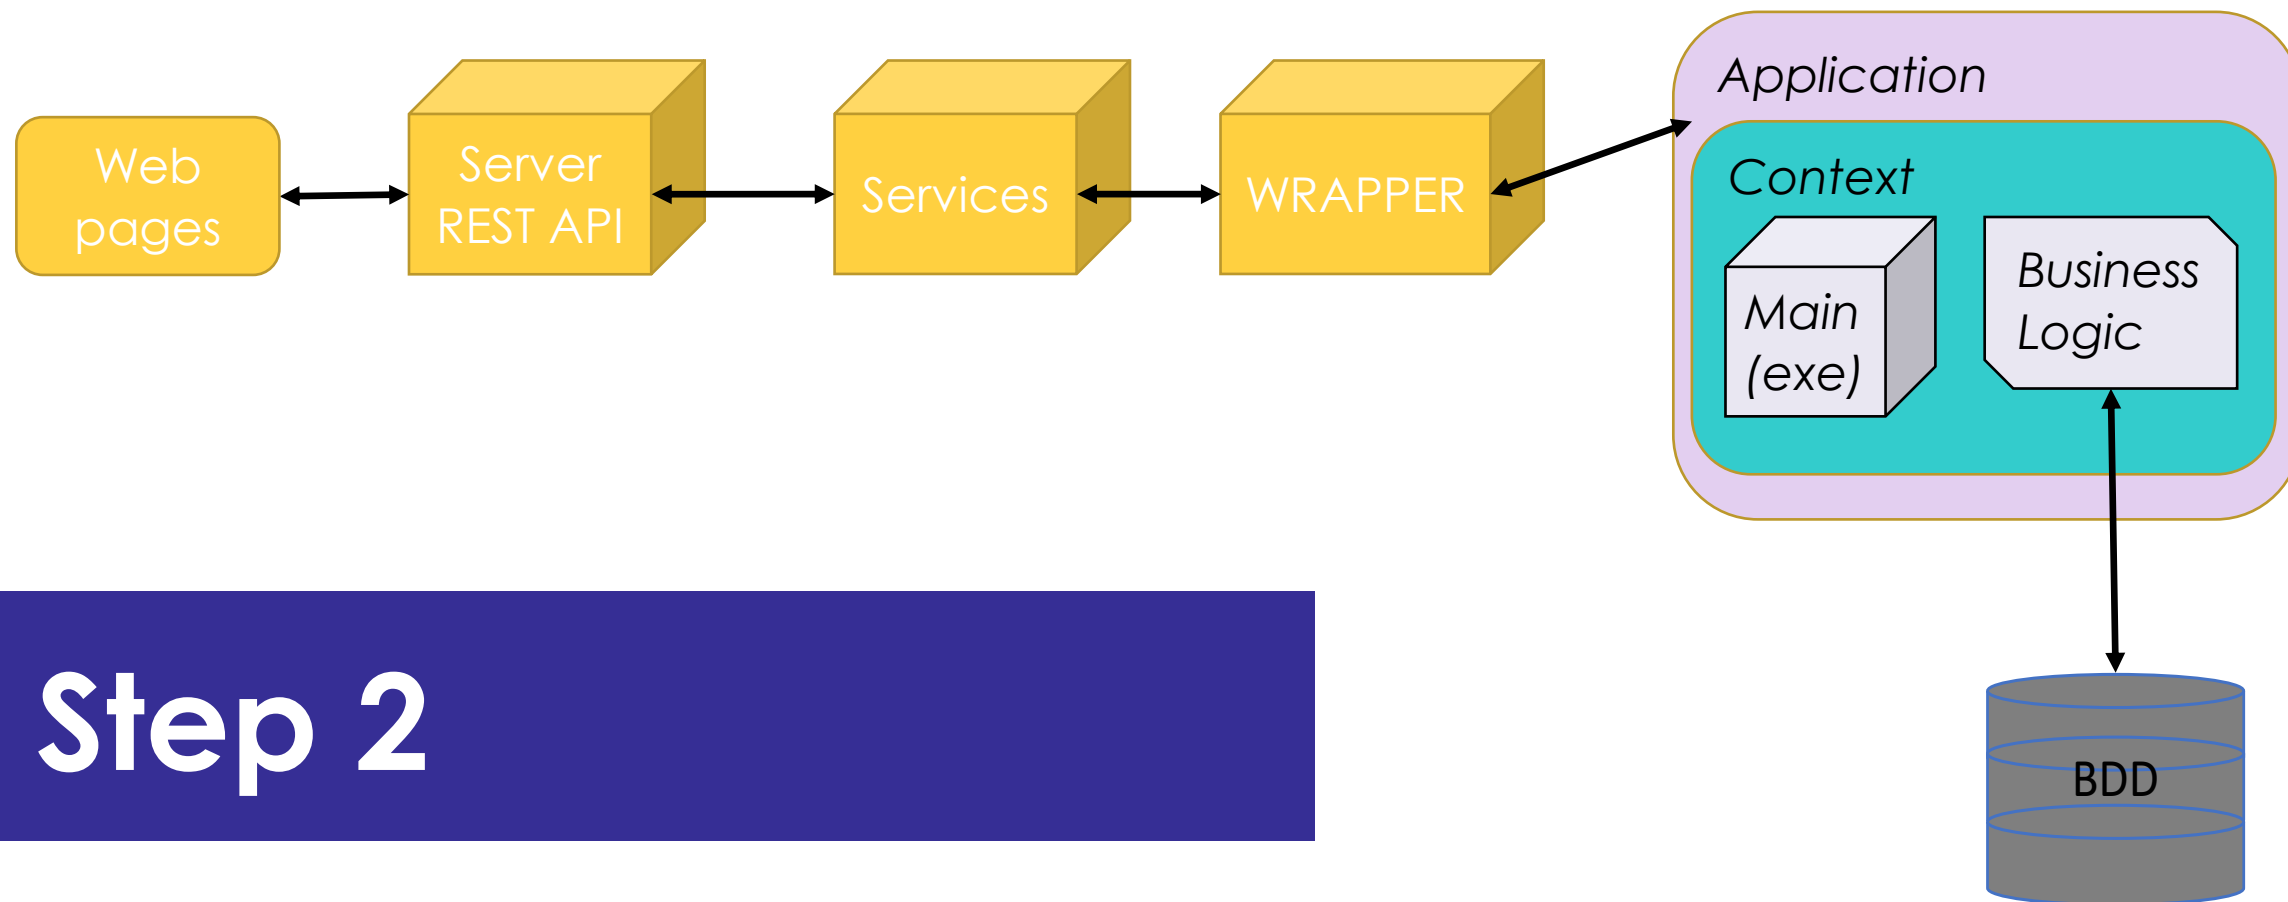 Web
pages
Server
REST API
Services
WRAPPER
Application
Context
Main
(exe)
Business
Logic
Step 2
BDD